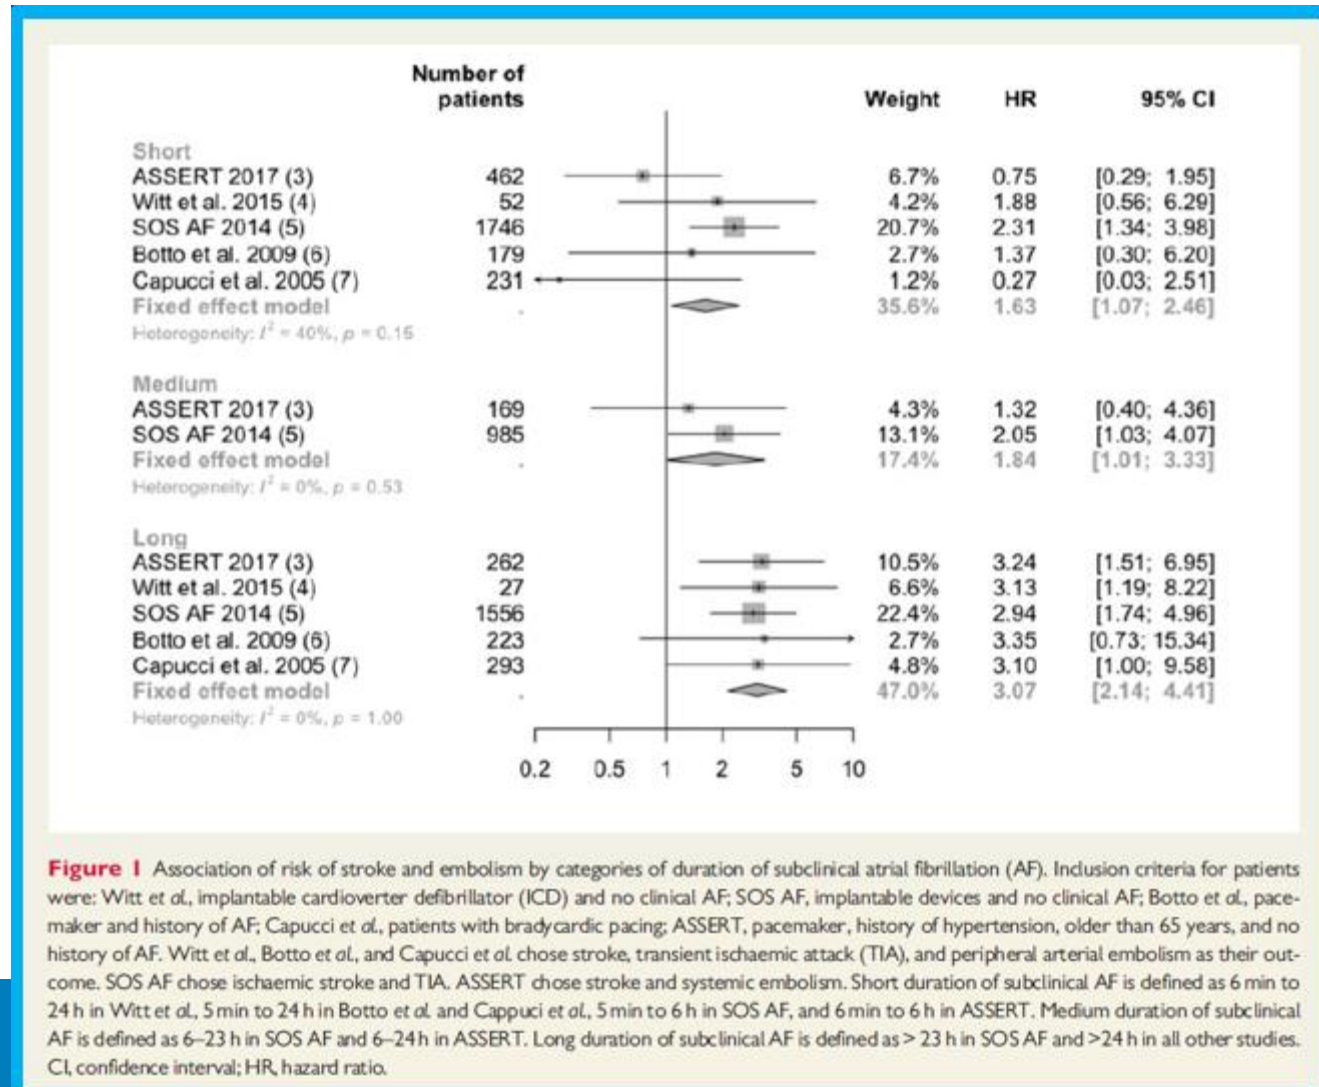 Number of patients Weight HR 95% CI
Short
ASSERT 2017 (3) 462 6.7% 0.75 [0.29; 1.95]
Witt et al. 2015 (4) 52 4.2% 1.88 [0.56; 6.29]
SOS AF 2014 (5) 1746 20.7% 2.31 [1.34; 3.98]
Botto et al. 2009 (6) 179 2.7% 1.37 [0.30; 6.20]
Capucci et al. 2005 (7) 231 1.2% 0.27 [0.03; 2.51]
Fixed effect model . 35.6% 1.63 [1.07; 2.46]
Heterogeneity: I² = 40%, p = 0.15
Medium
ASSERT 2017 (3) 169 4.3% 1.32 [0.40; 4.36]
SOS AF 2014 (5) 985 13.1% 2.05 [1.03; 4.07]
Fixed effect model . 17.4% 1.84 [1.01; 3.33]
Heterogeneity: I² = 0%, p = 0.53
Long
ASSERT 2017 (3) 262 10.5% 3.24 [1.51; 6.95]
Witt et al. 2015 (4) 27 6.6% 3.13 [1.19; 8.22]
SOS AF 2014 (5) 1556 22.4% 2.94 [1.74; 4.96]
Botto et al. 2009 (6) 223 2.7% 3.35 [0.73; 15.34]
Capucci et al. 2005 (7) 293 4.8% 3.10 [1.00; 9.58]
Fixed effect model . 47.0% 3.07 [2.14; 4.41]
Heterogeneity: I² = 0%, p = 1.00
0.2 0.5 1 2 5 10
Figure 1 Association of risk of stroke and embolism by categories of duration of subclinical atrial fibrillation (AF). Inclusion criteria for patients
were: Witt et al., implantable cardioverter defibrillator (ICD) and no clinical AF; SOS AF, implantable devices and no clinical AF; Botto et al., pace-
maker and history of AF; Capucci et al., patients with bradycardic pacing; ASSERT, pacemaker, history of hypertension, older than 65 years, and no
history of AF. Witt et al., Botto et al., and Capucci et al. chose stroke, transient ischaemic attack (TIA), and peripheral arterial embolism as their out-
come. SOS AF chose ischaemic stroke and TIA. ASSERT chose stroke and systemic embolism. Short duration of subclinical AF is defined as 6 min to
24 h in Witt et al., 5 min to 24 h in Botto et al. and Cappuci et al., 5 min to 6 h in SOS AF, and 6 min to 6 h in ASSERT. Medium duration of subclinical
AF is defined as 6–23 h in SOS AF and 6–24 h in ASSERT. Long duration of subclinical AF is defined as > 23 h in SOS AF and >24 h in all other studies.
CI, confidence interval; HR, hazard ratio.